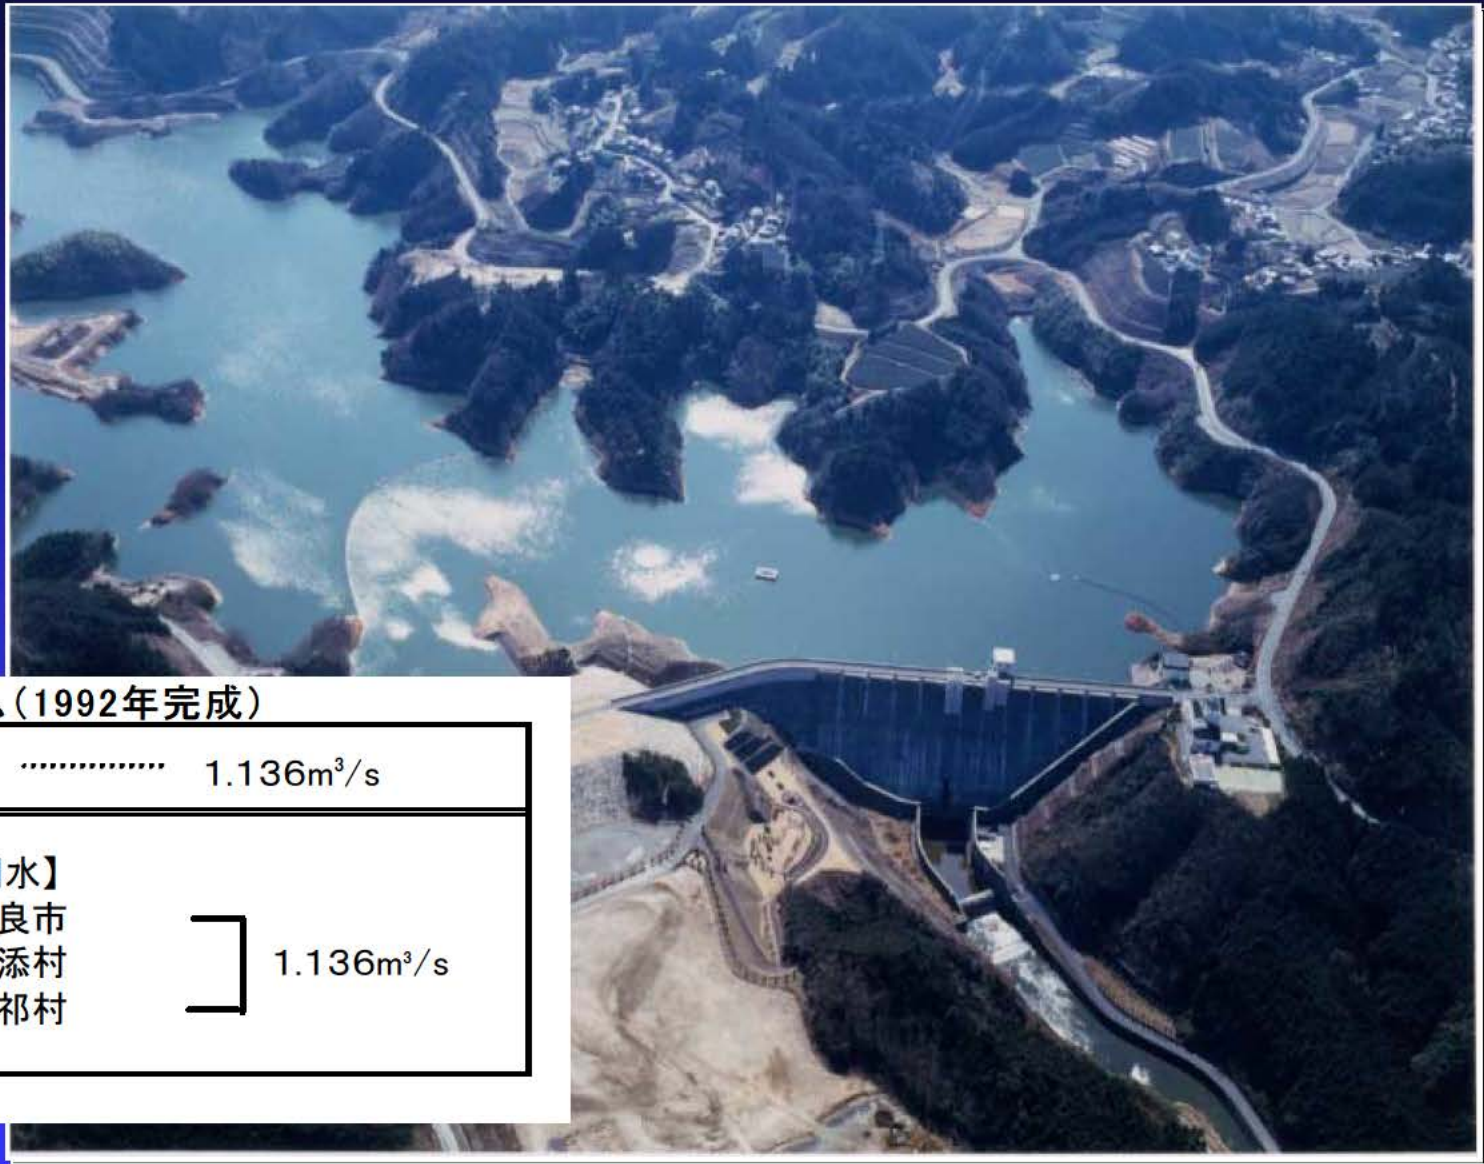 (1992年完成)
…………… 1.136m³/s
水】
良市
添村
祁村
1.136m³/s